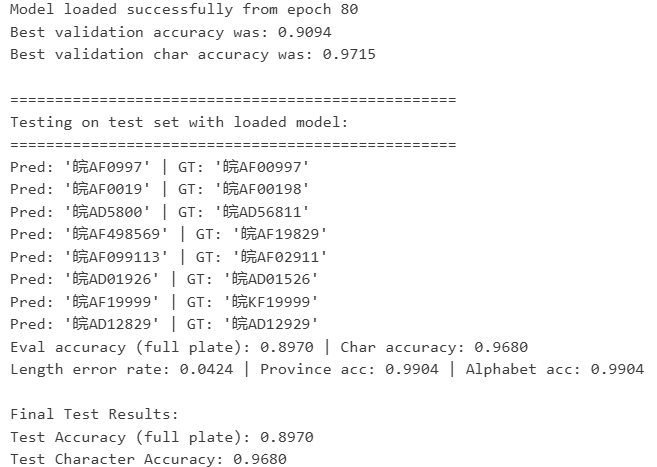 Model loaded successfully from epoch 80
Best validation accuracy was: 0.9094
Best validation char accuracy was: 0.9715
==================================================
Testing on test set with loaded model:
==================================================
Pred: '皖AF0997' | GT: '皖AF00997'
Pred: '皖AF0019' | GT: '皖AF00198'
Pred: '皖AD5800' | GT: '皖AD56811'
Pred: '皖AF498569' | GT: '皖AF19829'
Pred: '皖AF099113' | GT: '皖AF02911'
Pred: '皖AD01926' | GT: '皖AD01526'
Pred: '皖AF19999' | GT: '皖KF19999'
Pred: '皖AD12829' | GT: '皖AD12929'
Eval accuracy (full plate): 0.8970 | Char accuracy: 0.9680
Length error rate: 0.0424 | Province acc: 0.9904 | Alphabet acc: 0.9904
Final Test Results:
Test Accuracy (full plate): 0.8970
Test Character Accuracy: 0.9680